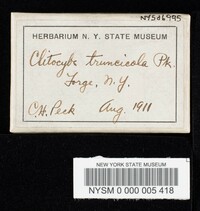 NYS06995
HERBARIUM N. Y. STATE MUSEUM
Clitocybe truncicola Pk.
Forge, N.Y.
C.H. Peck Aug. 1911
NEW YORK STATE MUSEUM
NYSM 0 000 005 418